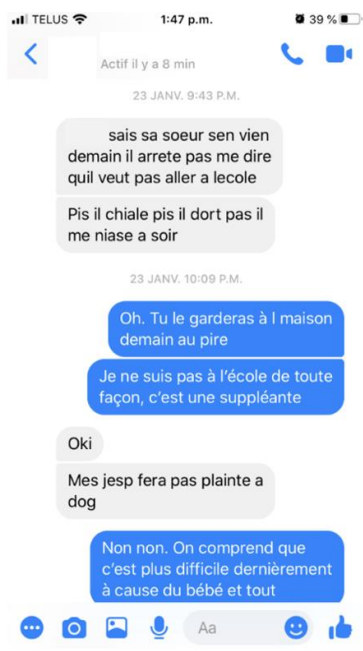 TELUS 1:47 p.m. 39 %
Actif il y a 8 min
23 JANV. 9:43 P.M.
sais sa soeur sen vien
demain il arrete pas me dire
quil veut pas aller a lecole
Pis il chiale pis il dort pas il
me niase a soir
23 JANV. 10:09 P.M.
Oh. Tu le garderas à l maison
demain au pire
Je ne suis pas à l'école de toute
façon, c'est une suppléante
Oki
Mes jesp fera pas plainte a
dog
Non non. On comprend que
c'est plus difficile dernièrement
à cause du bébé et tout
Aa